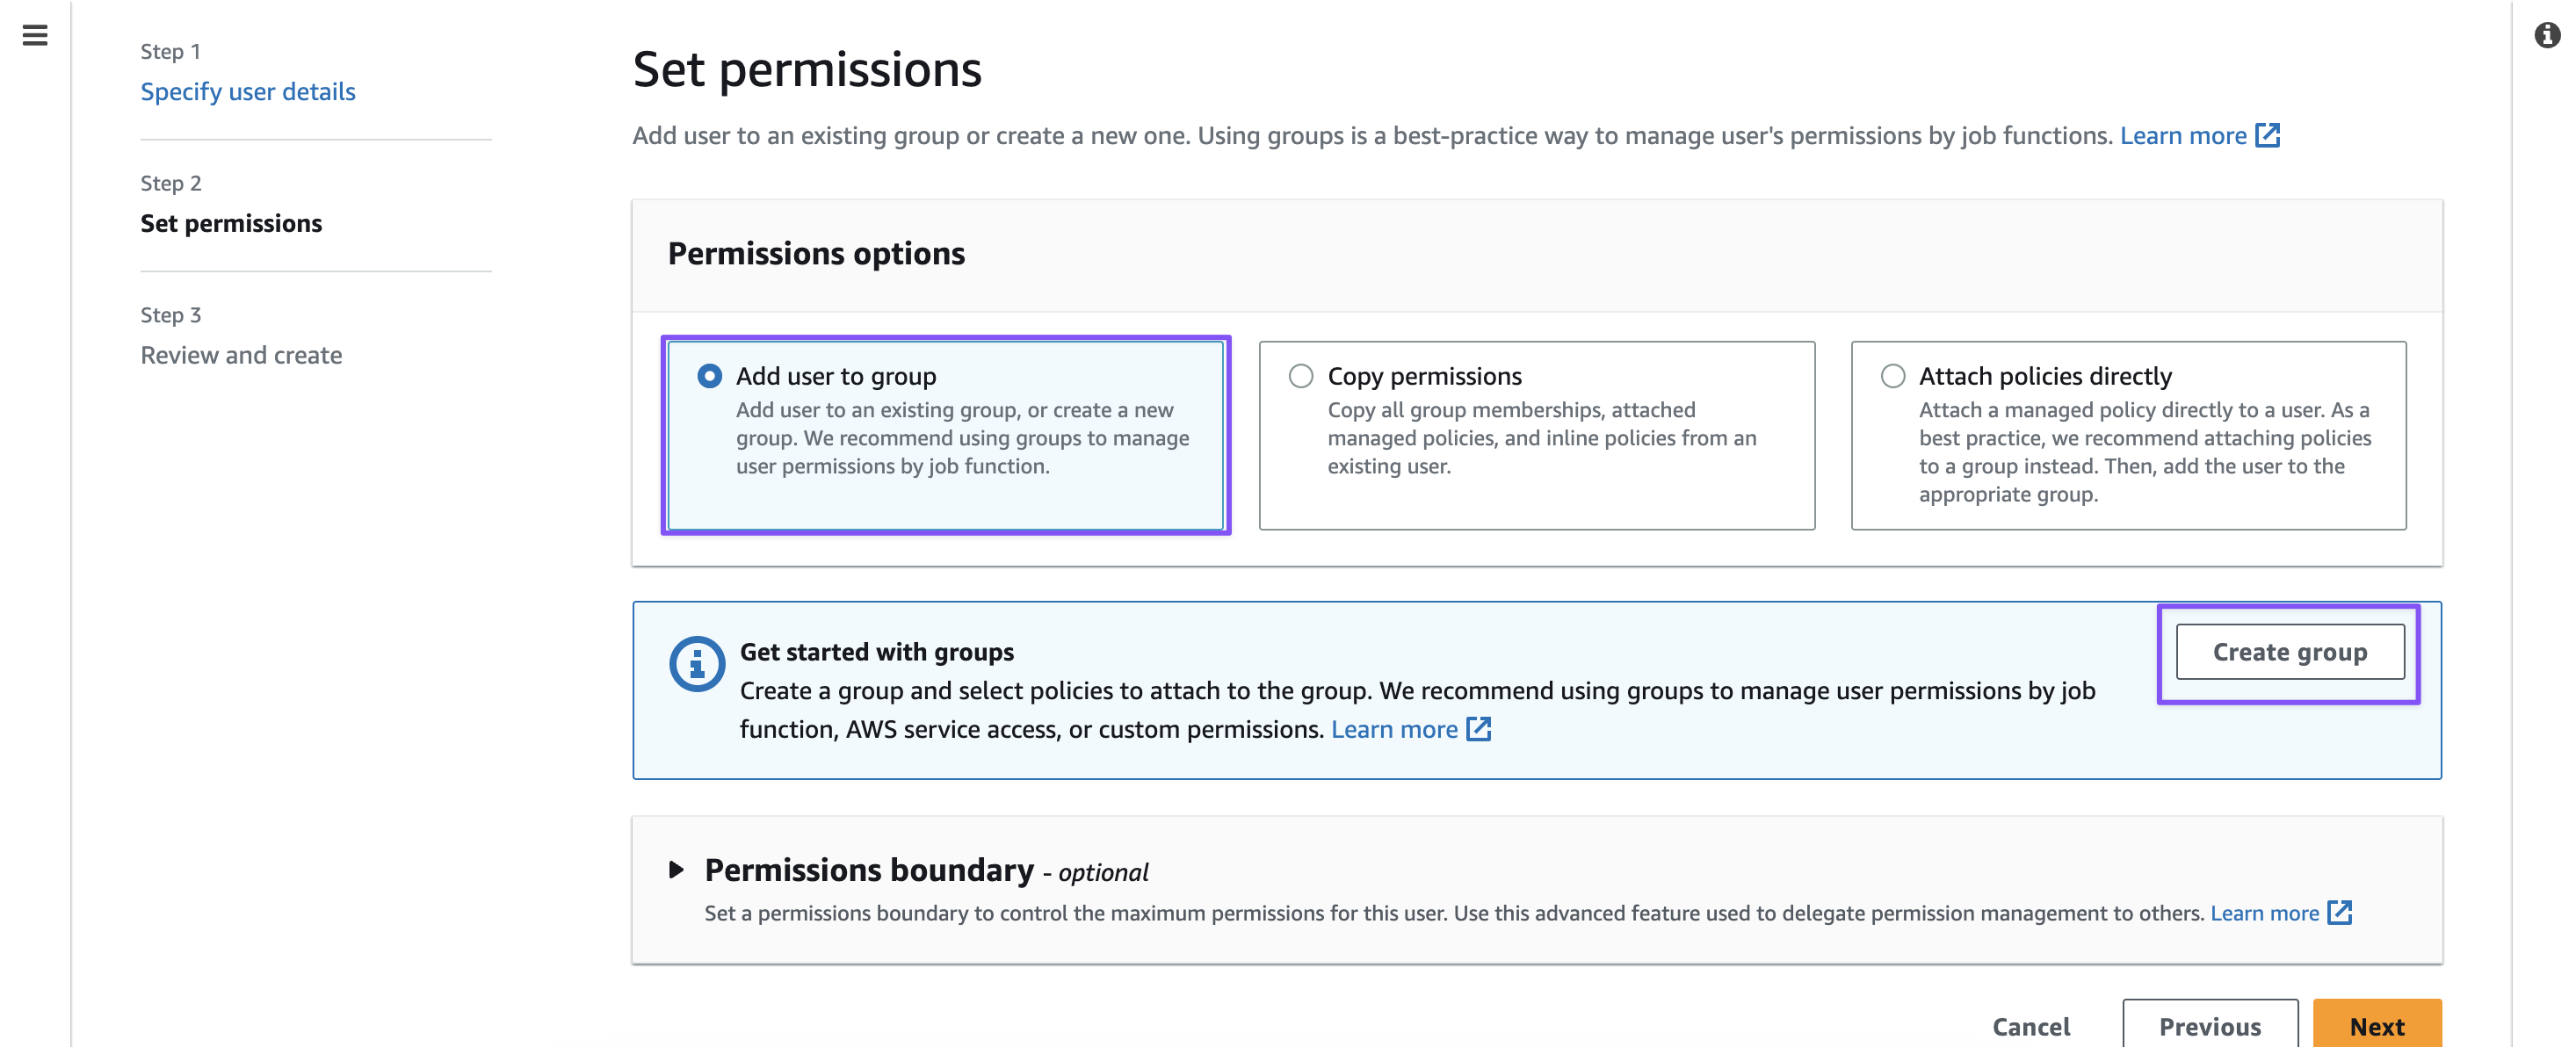 Step 1
Specify user details
Step 2
Set permissions
Step 3
Review and create
Set permissions
Add user to an existing group or create a new one. Using groups is a best-practice way to manage user's permissions by job functions. Learn more
Permissions options
Add user to group
Add user to an existing group, or create a new
group. We recommend using groups to manage
user permissions by job function.
Copy permissions
Copy all group memberships, attached
managed policies, and inline policies from an
existing user.
Attach policies directly
Attach a managed policy directly to a user. As a
best practice, we recommend attaching policies
to a group instead. Then, add the user to the
appropriate group.
Get started with groups
Create a group and select policies to attach to the group. We recommend using groups to manage user permissions by job
function, AWS service access, or custom permissions. Learn more
Create group
Permissions boundary - optional
Set a permissions boundary to control the maximum permissions for this user. Use this advanced feature used to delegate permission management to others. Learn more
Cancel
Previous
Next